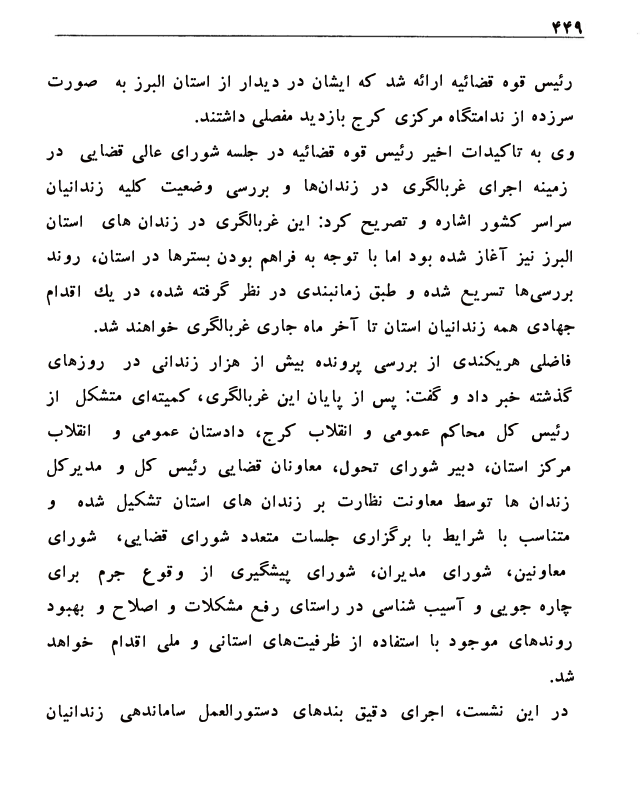 ۴۴۹
رئیس قوه قضائیه ارائه شد که ایشان در دیدار از استان البرز به صورت
سرزده از ندامتگاه مرکزی کرج بازدید مفصلی داشتند.
وی به تاکیدات اخیر رئیس قوه قضائیه در جلسه شورای عالی قضایی در
زمینه اجرای غربالگری در زندان‌ها و بررسی وضعیت کلیه زندانیان
سراسر کشور اشاره و تصریح کرد: این غربالگری در زندان های استان
البرز نیز آغاز شده بود اما با توجه به فراهم بودن بسترها در استان، روند
بررسی‌ها تسریع شده و طبق زمانبندی در نظر گرفته شده، در یك اقدام
جهادی همه زندانیان استان تا آخر ماه جاری غربالگری خواهند شد.
فاضلی هریکندی از بررسی پرونده بیش از هزار زندانی در روزهای
گذشته خبر داد و گفت: پس از پایان این غربالگری، کمیته‌ای متشکل از
رئیس کل محاکم عمومی و انقلاب کرج، دادستان عمومی و انقلاب
مرکز استان، دبیر شورای تحول، معاونان قضایی رئیس کل و مدیرکل
زندان ها توسط معاونت نظارت بر زندان های استان تشکیل شده و
متناسب با شرایط با برگزاری جلسات متعدد شورای قضایی، شورای
معاونین، شورای مدیران، شورای پیشگیری از وقوع جرم برای
چاره جویی و آسیب شناسی در راستای رفع مشکلات و اصلاح و بهبود
روندهای موجود با استفاده از ظرفیت‌های استانی و ملی اقدام خواهد
شد.
در این نشست، اجرای دقیق بندهای دستورالعمل ساماندهی زندانیان